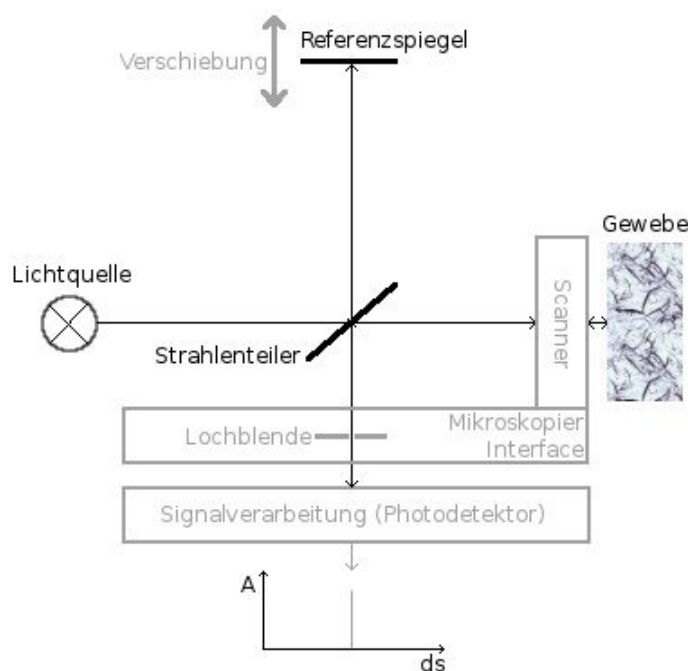 Referenzspiegel
Verschiebung
Gewebe
Lichtquelle
Scanner
Strahlenteiler
Lochblende
Mikroskopier
Interface
Signalverarbeitung (Photodetektor)
A
ds